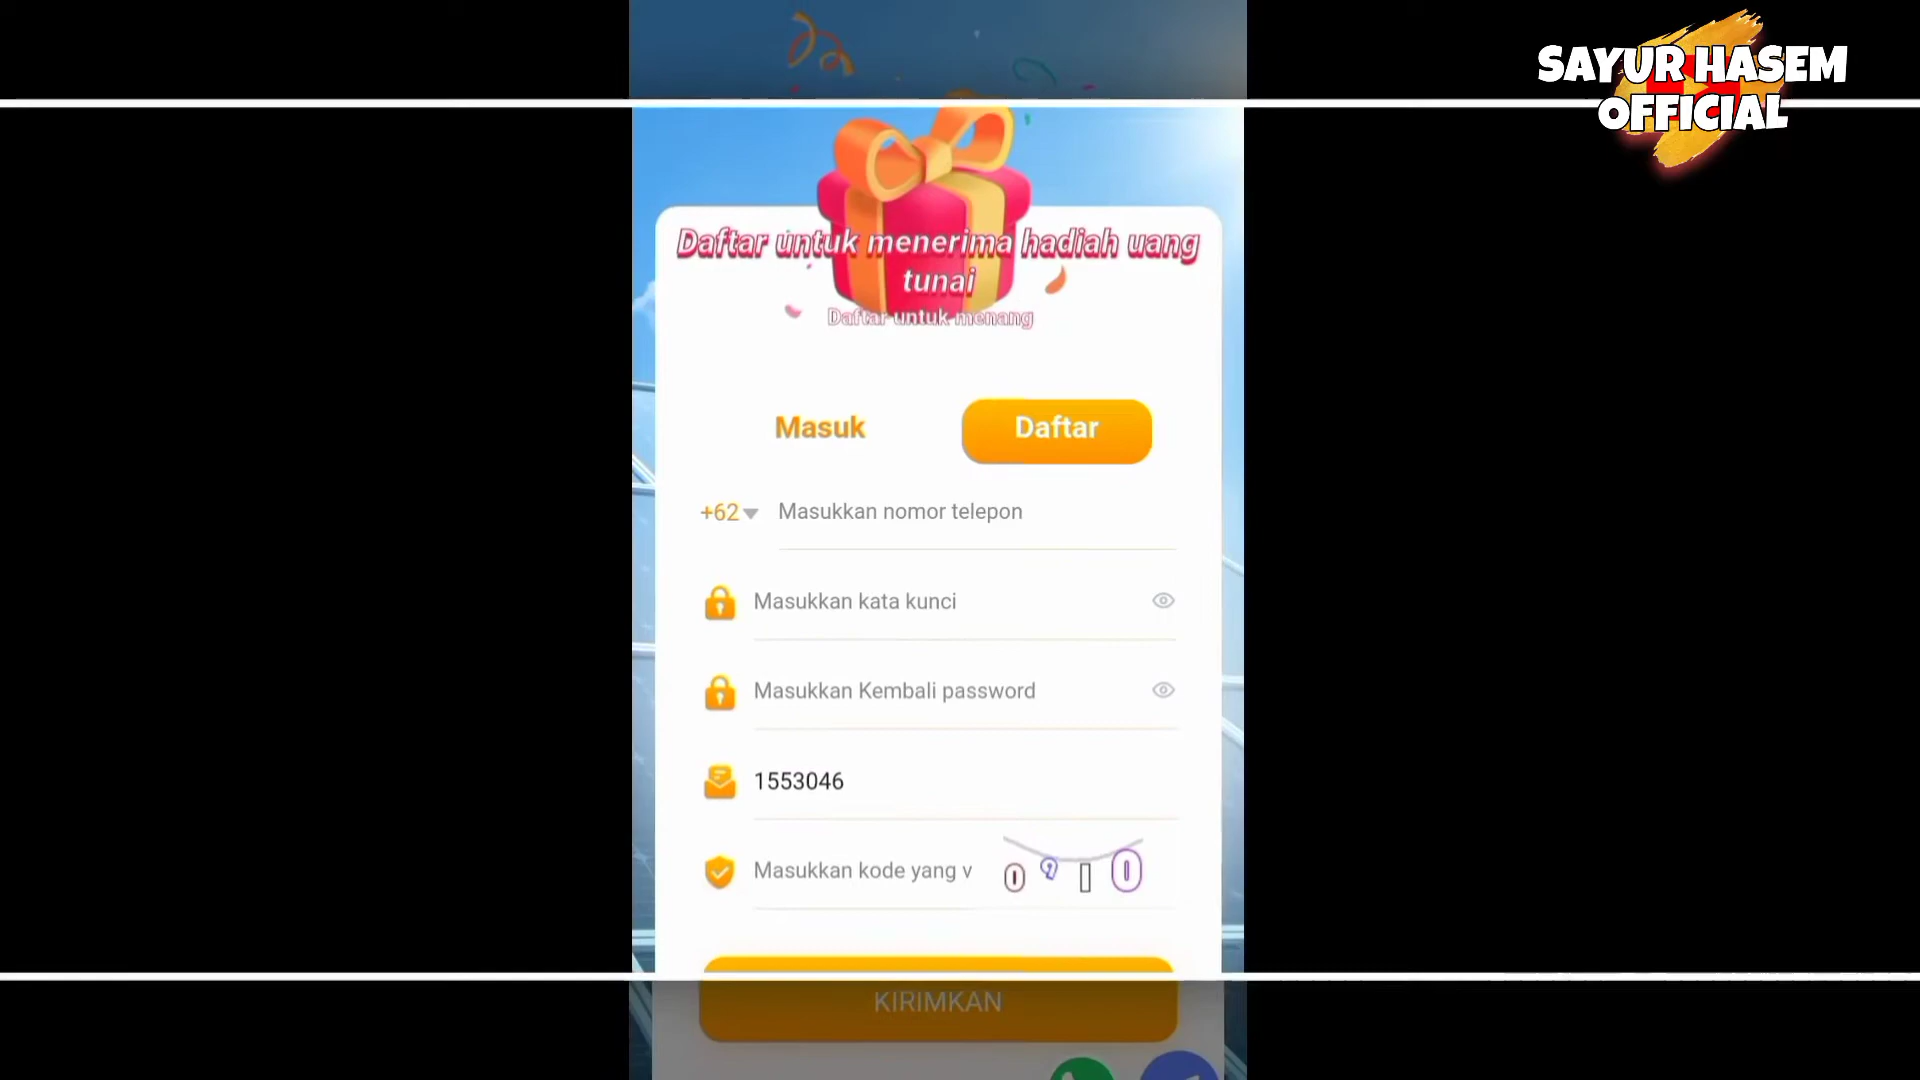 SAYUR HASEM
OFFICIAL
Daftar untuk menerima hadiah uang
tunai
Daftar untuk menang
Masuk
Daftar
+62
Masukkan nomor telepon
Masukkan kata kunci
Masukkan Kembali password
1553046
Masukkan kode yang v
KIRIMKAN